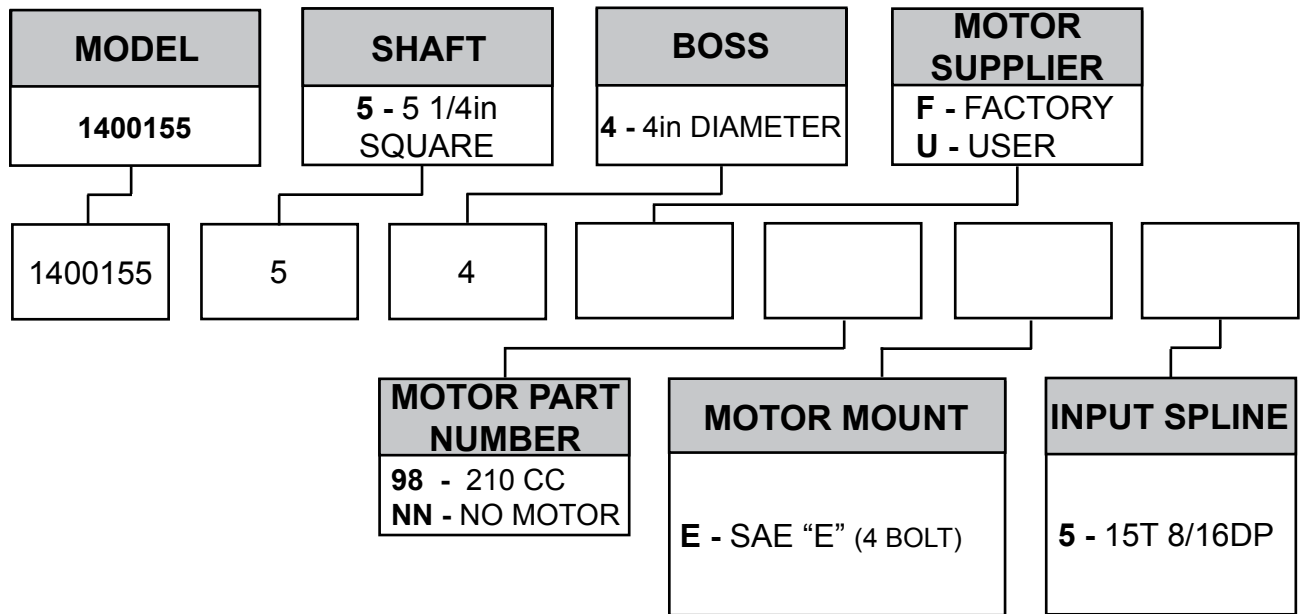 MODEL
1400155
SHAFT
5 - 5 1/4in
SQUARE
BOSS
4 - 4in DIAMETER
MOTOR
SUPPLIER
F - FACTORY
U - USER
1400155
5
4
MOTOR PART
NUMBER
98 - 210 CC
NN - NO MOTOR
MOTOR MOUNT
E - SAE “E” (4 BOLT)
INPUT SPLINE
5 - 15T 8/16DP